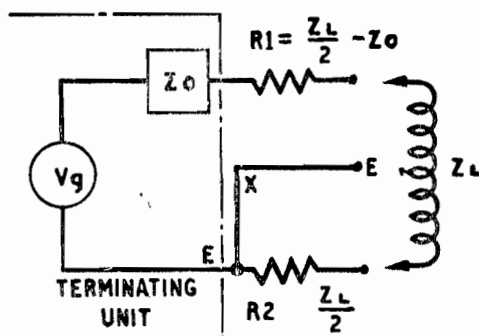 R1 = ZL/2 - Zo
Zo
Vg
X
E
ZL
E
TERMINATING
UNIT
R2
ZL/2